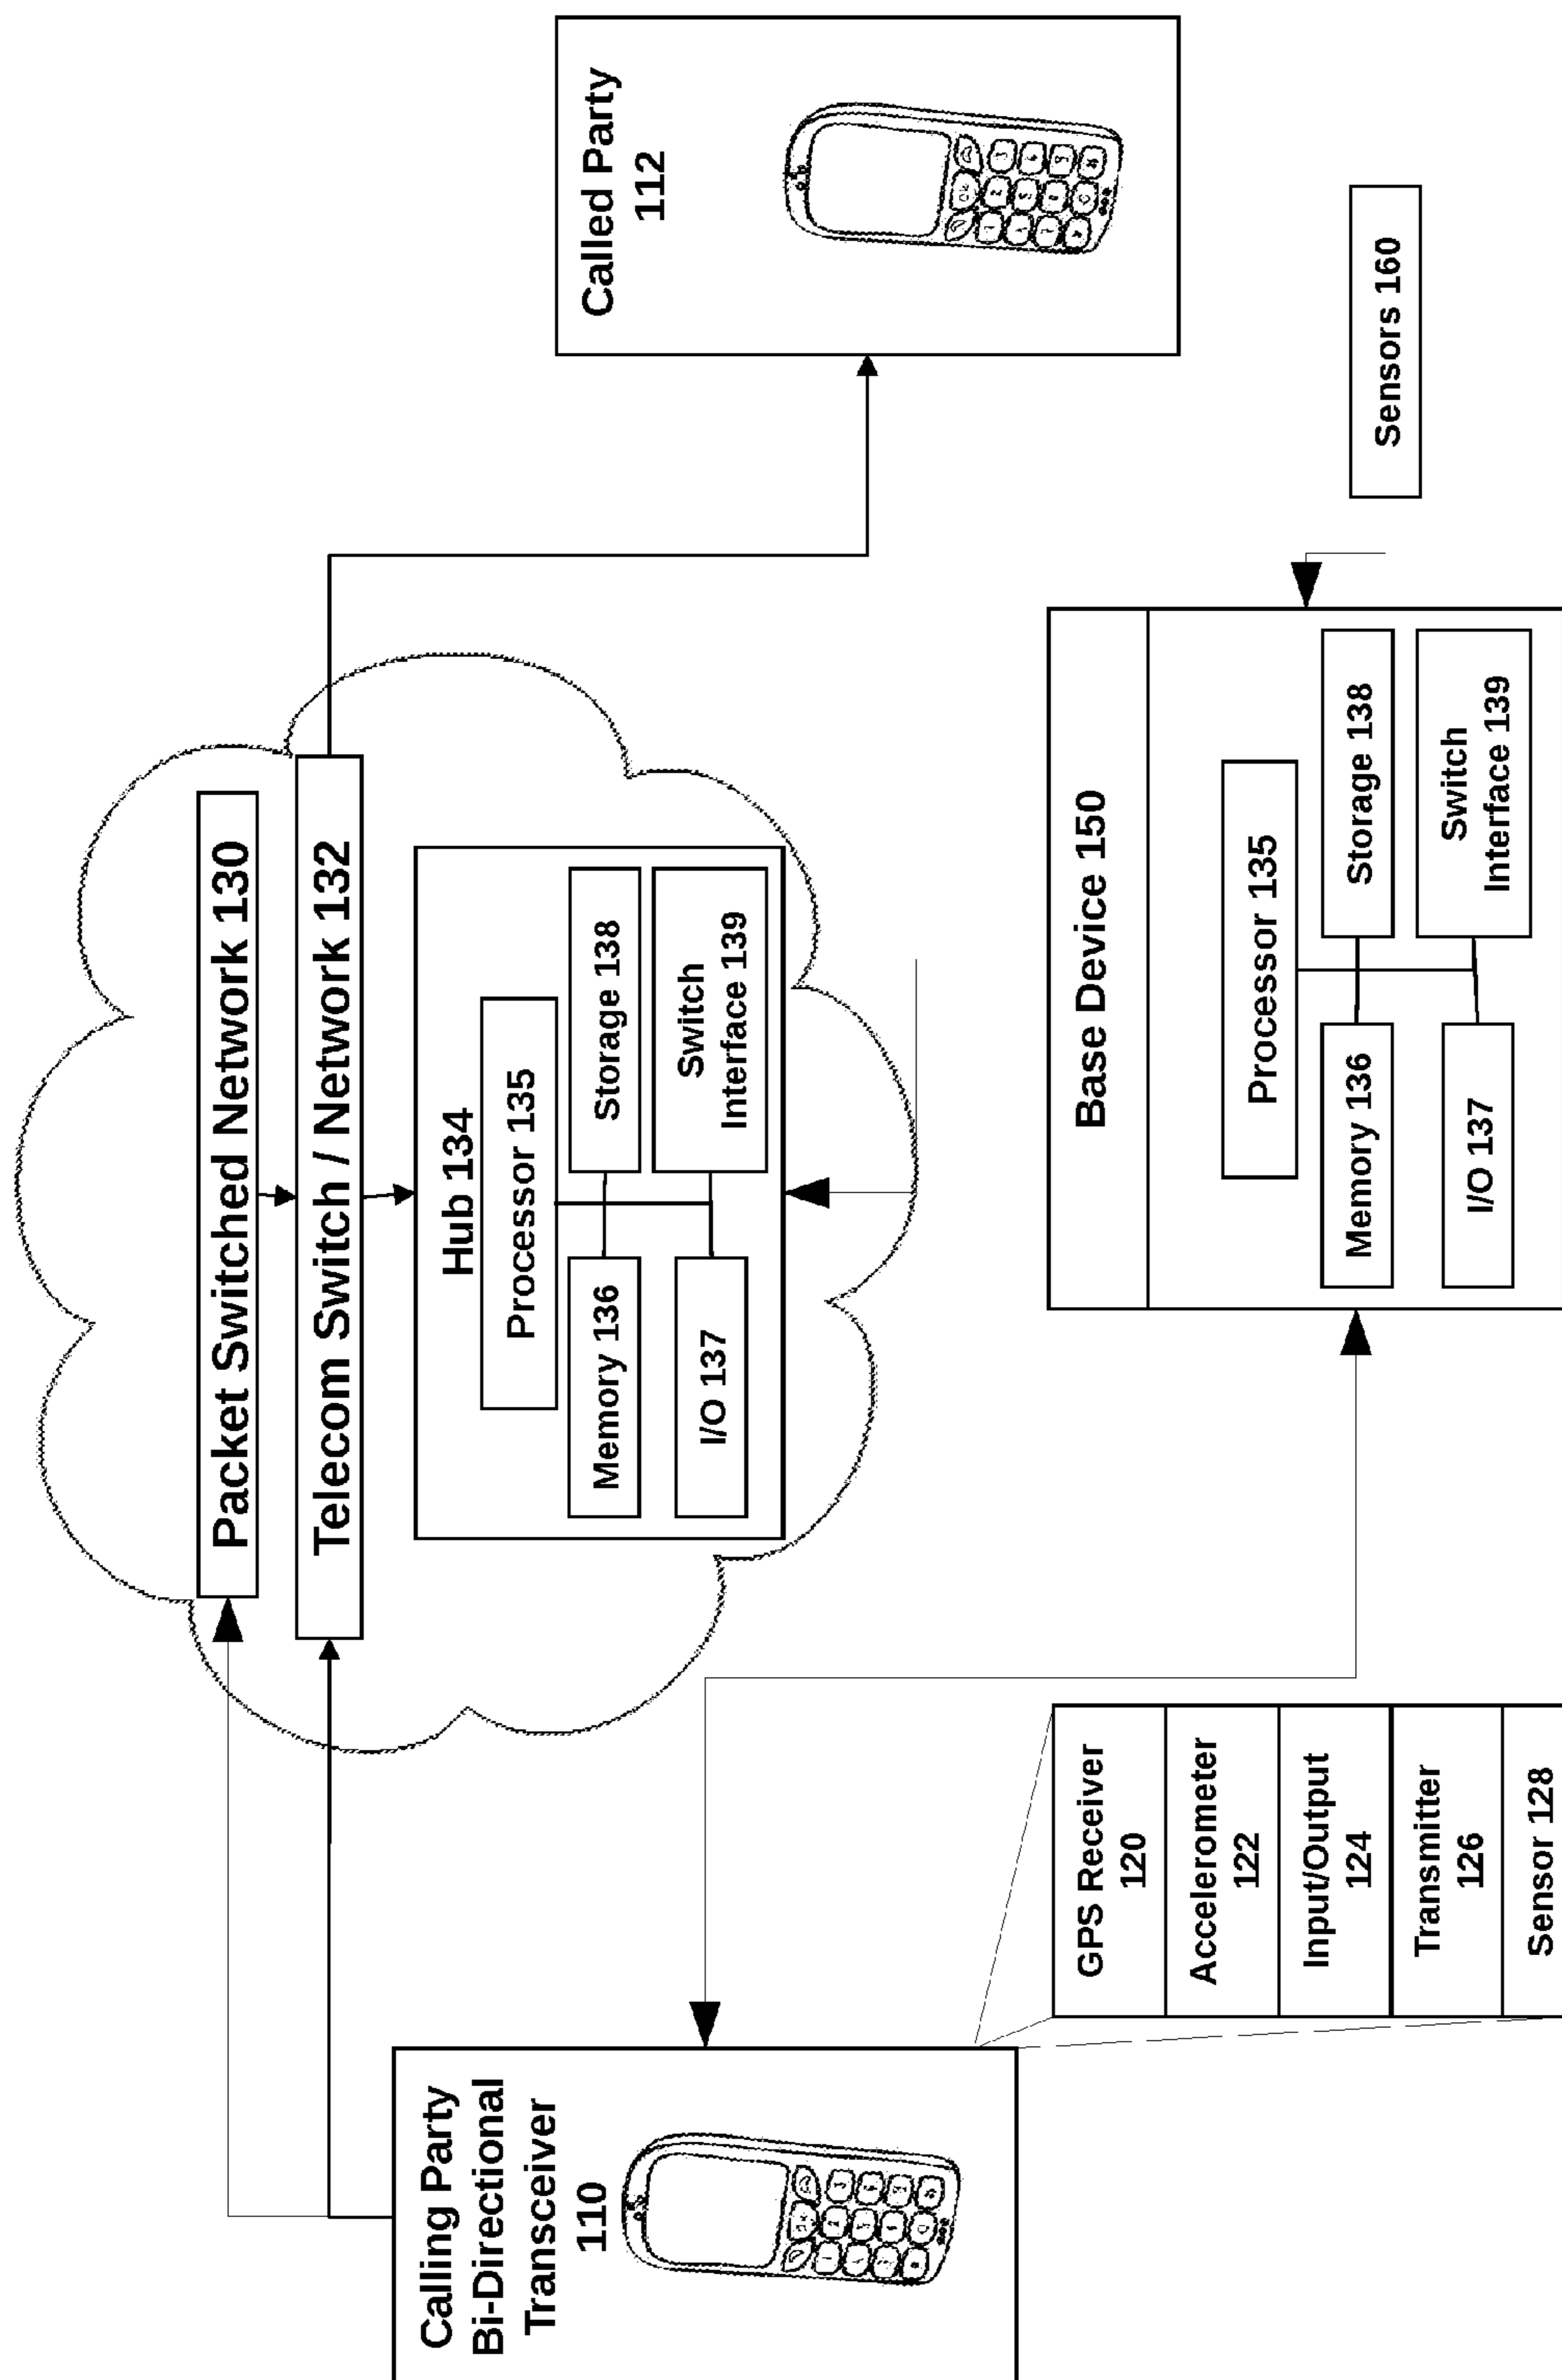 Packet Switched Network 130
Telecom Switch / Network 132
Hub 134
Processor 135
Memory 136
Storage 138
I/O 137
Switch
Interface 139
Calling Party
Bi-Directional
Transceiver
110
Called Party
112
GPS Receiver
120
Accelerometer
122
Input/Output
124
Transmitter
126
Sensor 128
Base Device 150
Processor 135
Memory 136
Storage 138
I/O 137
Switch
Interface 139
Sensors 160